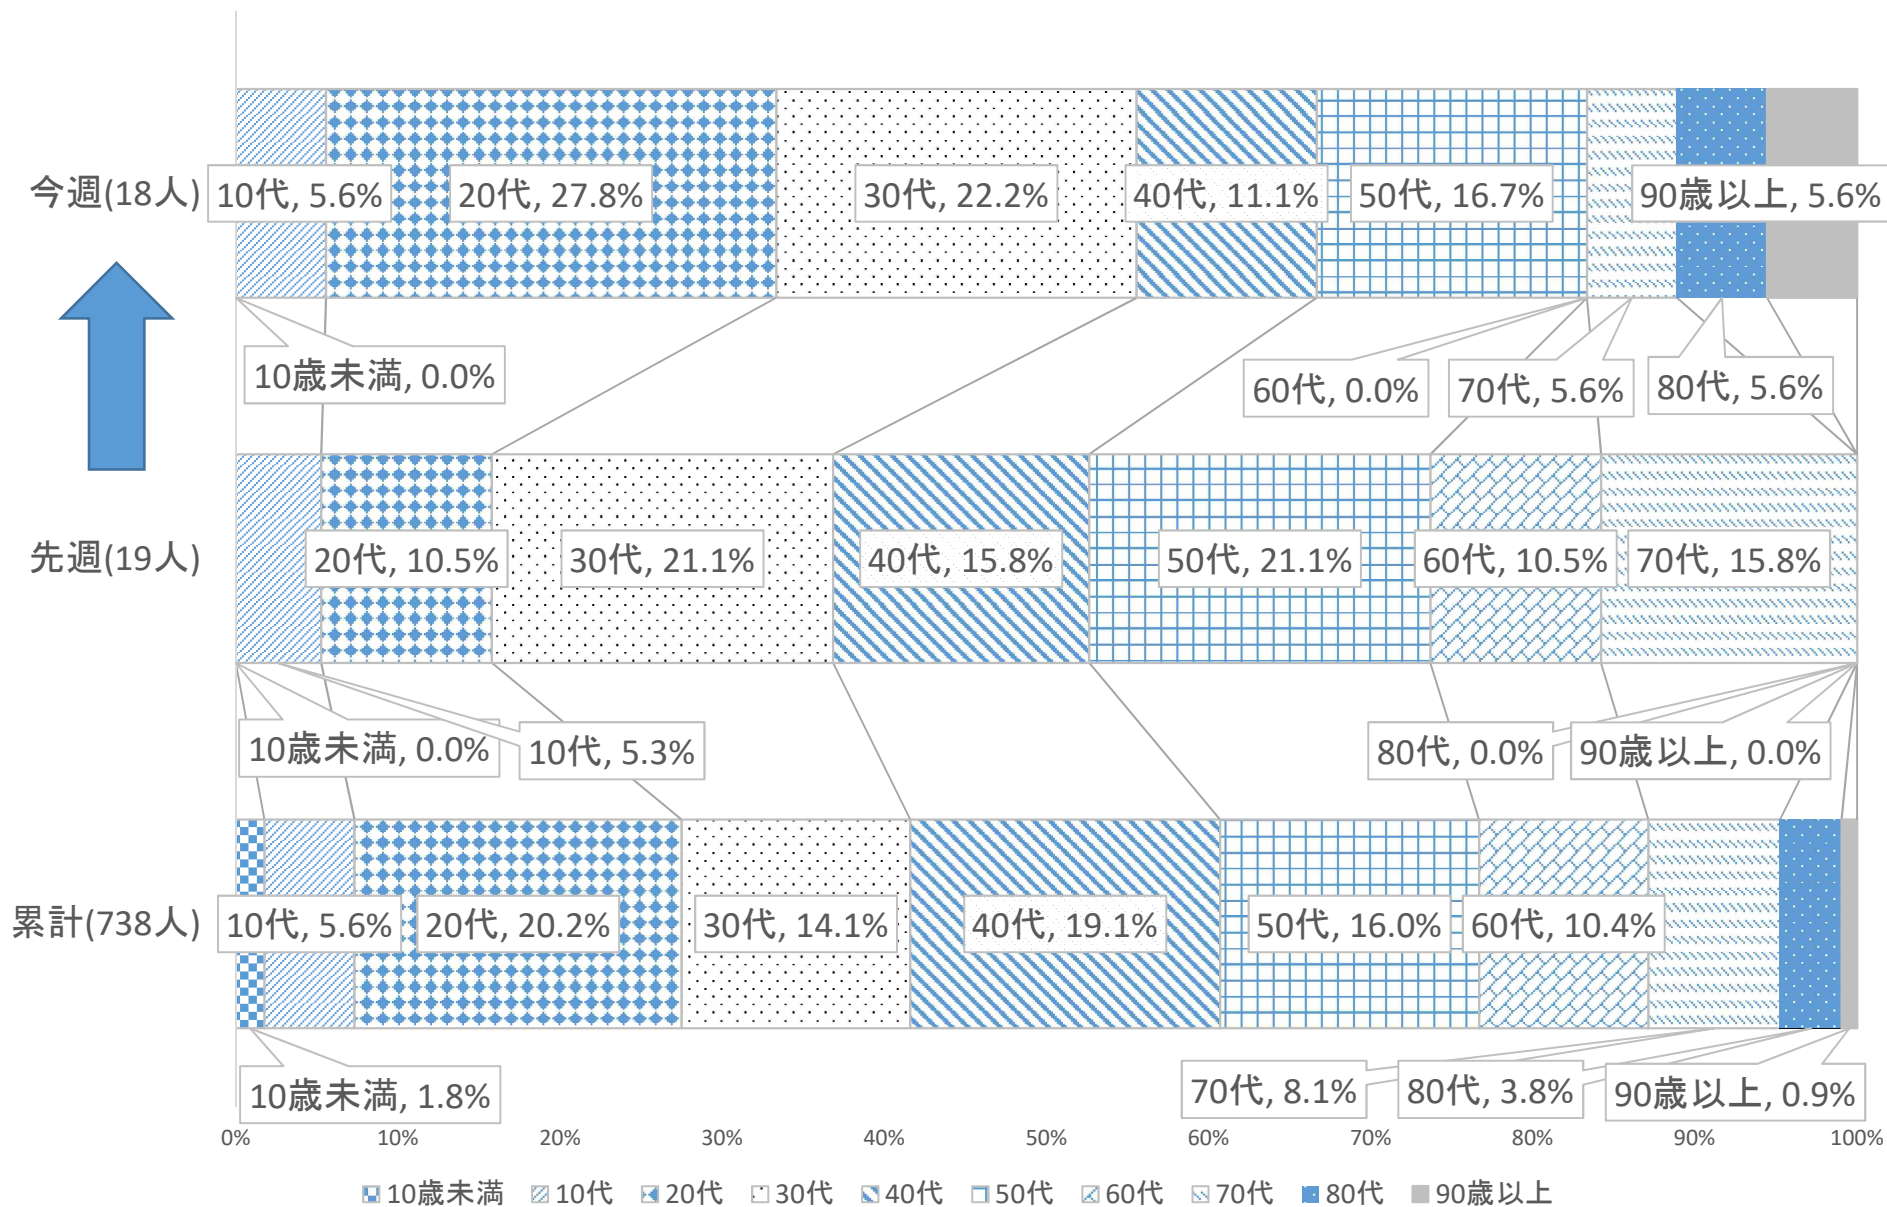 今週(18人)
10代, 5.6%
20代, 27.8%
30代, 22.2%
40代, 11.1%
50代, 16.7%
90歳以上, 5.6%
10歳未満, 0.0%
60代, 0.0%
70代, 5.6%
80代, 5.6%
先週(19人)
20代, 10.5%
30代, 21.1%
40代, 15.8%
50代, 21.1%
60代, 10.5%
70代, 15.8%
10歳未満, 0.0%
10代, 5.3%
80代, 0.0%
90歳以上, 0.0%
累計(738人)
10代, 5.6%
20代, 20.2%
30代, 14.1%
40代, 19.1%
50代, 16.0%
60代, 10.4%
10歳未満, 1.8%
70代, 8.1%
80代, 3.8%
90歳以上, 0.9%
0% 10% 20% 30% 40% 50% 60% 70% 80% 90% 100%
10歳未満 10代 20代 30代 40代 50代 60代 70代 80代 90歳以上